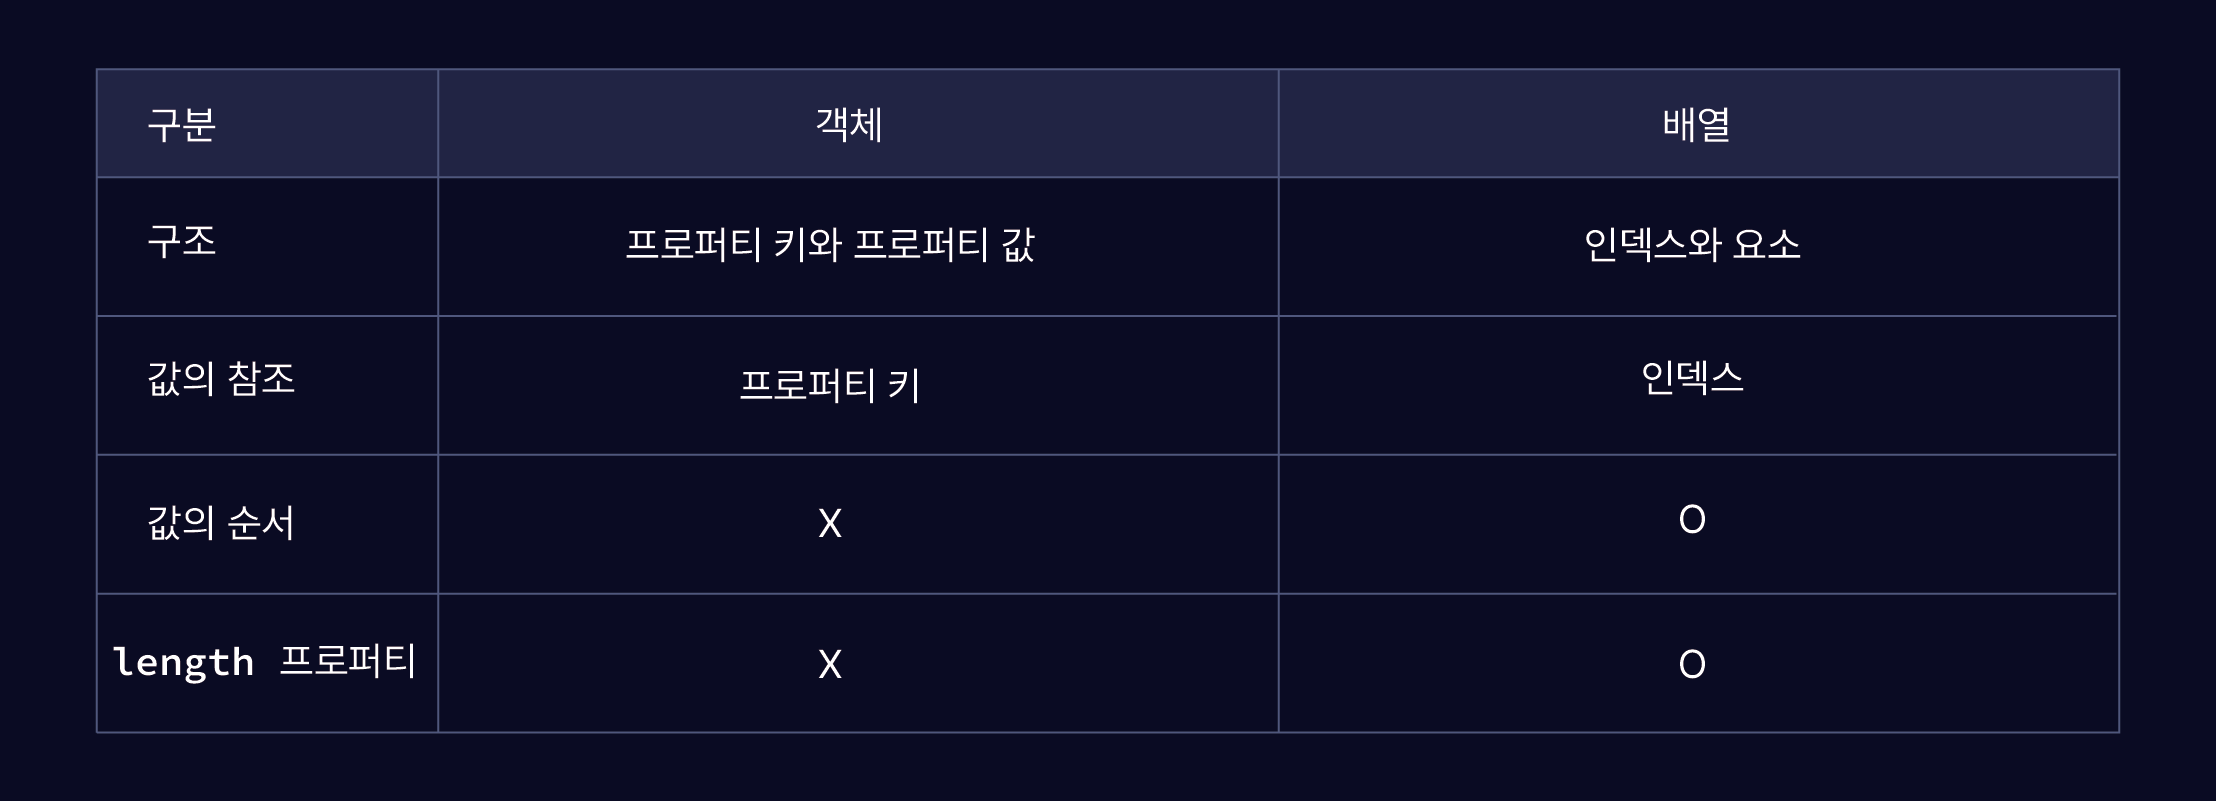 구분 객체 배열
구조 프로퍼티 키와 프로퍼티 값 인덱스와 요소
값의 참조 프로퍼티 키 인덱스
값의 순서 X O
length 프로퍼티 X O